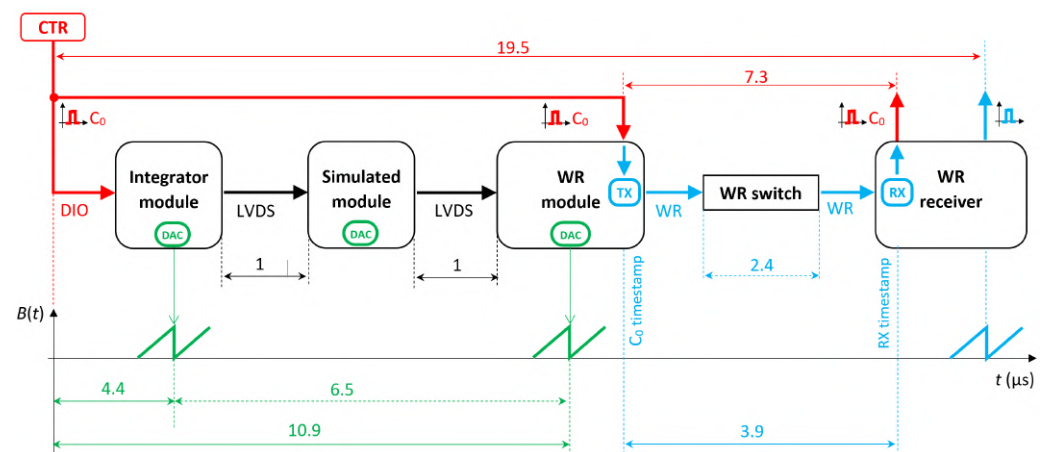 CTR
19.5
7.3
C₀
C₀
Integrator
module
Simulated
module
WR
module
TX
WR switch
RX
WR
receiver
DIO
LVDS
LVDS
WR
WR
DAC
DAC
DAC
1
1
2.4
C₀ timestamp
RX timestamp
B(t)
t (µs)
4.4
6.5
10.9
3.9